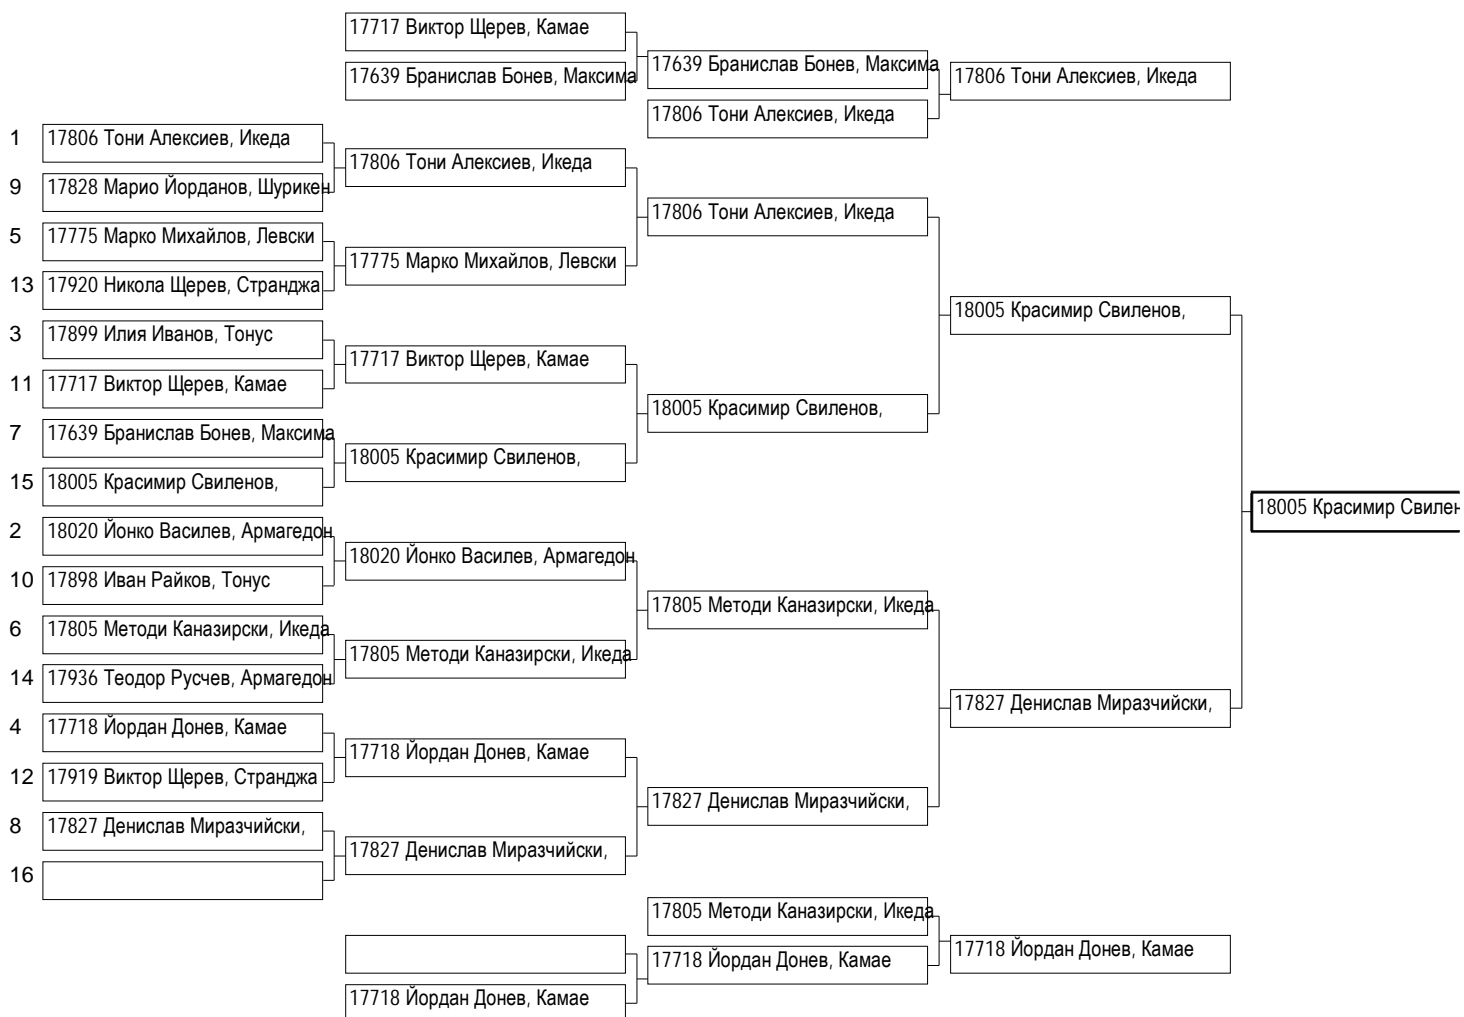 17717 Виктор Щерев, Камае
17639 Бранислав Бонев, Максима
17639 Бранислав Бонев, Максима
17806 Тони Алексиев, Икеда
17806 Тони Алексиев, Икеда
1 17806 Тони Алексиев, Икеда
9 17828 Марио Йорданов, Шурикен
5 17775 Марко Михайлов, Левски
13 17920 Никола Щерев, Странджа
3 17899 Илия Иванов, Тонус
11 17717 Виктор Щерев, Камае
7 17639 Бранислав Бонев, Максима
15 18005 Красимир Свиленов,
2 18020 Йонко Василев, Армагедон
10 17898 Иван Райков, Тонус
6 17805 Методи Каназирски, Икеда
14 17936 Теодор Русчев, Армагедон
4 17718 Йордан Донев, Камае
12 17919 Виктор Щерев, Странджа
8 17827 Денислав Миразчийски,
16
17806 Тони Алексиев, Икеда
17775 Марко Михайлов, Левски
17717 Виктор Щерев, Камае
18005 Красимир Свиленов,
18020 Йонко Василев, Армагедон
17805 Методи Каназирски, Икеда
17718 Йордан Донев, Камае
17827 Денислав Миразчийски,
17806 Тони Алексиев, Икеда
18005 Красимир Свиленов,
17805 Методи Каназирски, Икеда
17827 Денислав Миразчийски,
18005 Красимир Свиленов,
17827 Денислав Миразчийски,
18005 Красимир Свилен
17805 Методи Каназирски, Икеда
17718 Йордан Донев, Камае
17718 Йордан Донев, Камае
17718 Йордан Донев, Камае